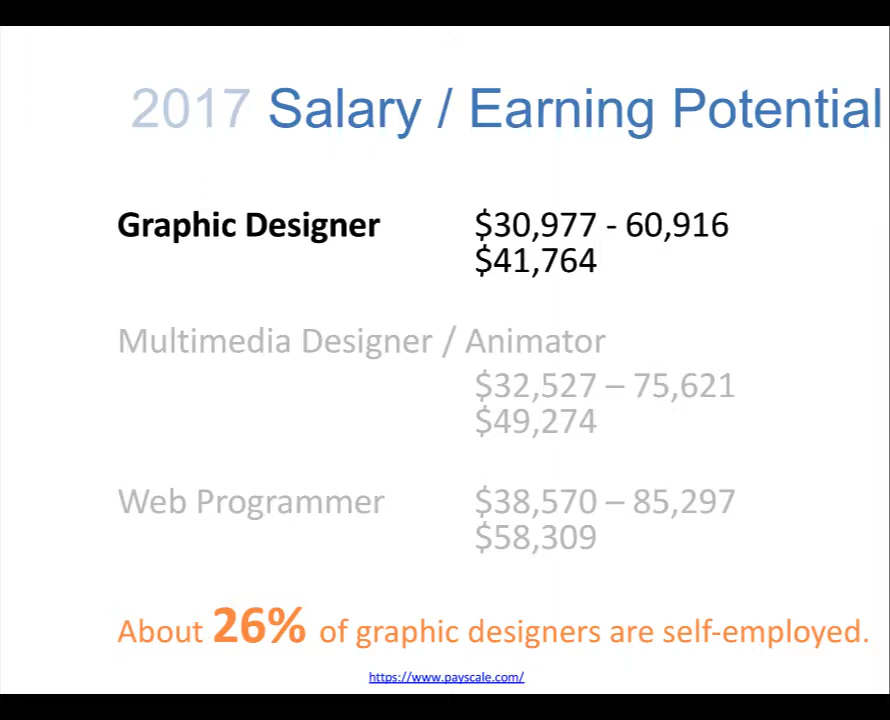 2017 Salary / Earning Potential
Graphic Designer $30,977 - 60,916
$41,764
Multimedia Designer / Animator
$32,527 – 75,621
$49,274
Web Programmer $38,570 – 85,297
$58,309
About 26% of graphic designers are self-employed.
https://www.payscale.com/